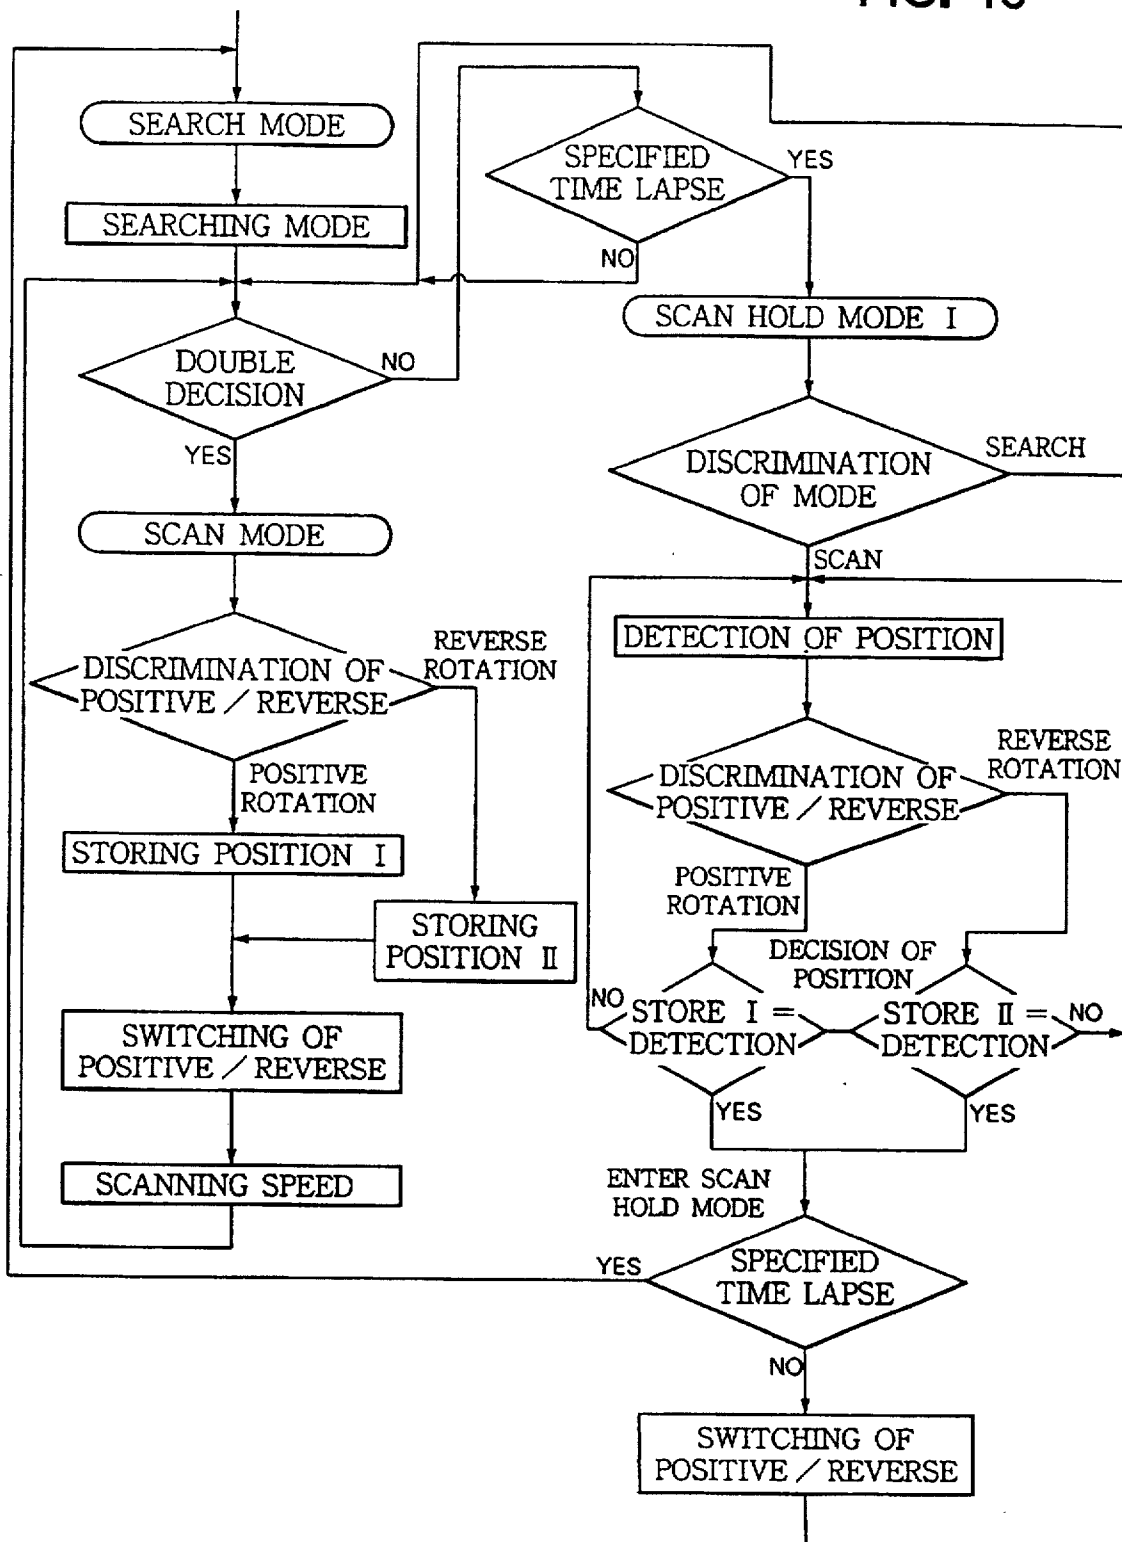 SEARCH MODE
SEARCHING MODE
DOUBLE
DECISION
NO
YES
SCAN MODE
DISCRIMINATION OF
POSITIVE / REVERSE
REVERSE
ROTATION
POSITIVE
ROTATION
STORING POSITION I
STORING
POSITION II
SWITCHING OF
POSITIVE / REVERSE
SCANNING SPEED
SPECIFIED
TIME LAPSE
YES
NO
SCAN HOLD MODE I
DISCRIMINATION
OF MODE
SEARCH
SCAN
DETECTION OF POSITION
DISCRIMINATION OF
POSITIVE / REVERSE
REVERSE
ROTATION
POSITIVE
ROTATION
DECISION OF
POSITION
NO
STORE I =
DETECTION
STORE II =
DETECTION
NO
YES
YES
ENTER SCAN
HOLD MODE
YES
SPECIFIED
TIME LAPSE
NO
SWITCHING OF
POSITIVE / REVERSE